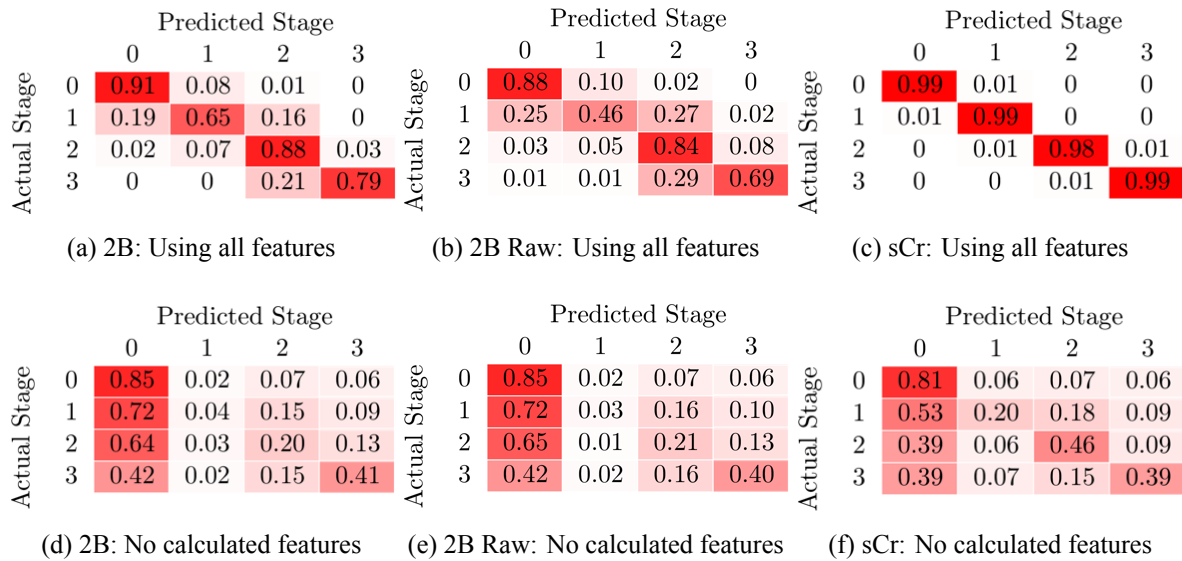 Predicted Stage
0 1 2 3
Actual Stage
0 0.91 0.08 0.01 0
1 0.19 0.65 0.16 0
2 0.02 0.07 0.88 0.03
3 0 0 0.21 0.79
(a) 2B: Using all features
Predicted Stage
0 1 2 3
Actual Stage
0 0.88 0.10 0.02 0
1 0.25 0.46 0.27 0.02
2 0.03 0.05 0.84 0.08
3 0.01 0.01 0.29 0.69
(b) 2B Raw: Using all features
Predicted Stage
0 1 2 3
Actual Stage
0 0.99 0.01 0 0
1 0.01 0.99 0 0
2 0 0.01 0.98 0.01
3 0 0 0.01 0.99
(c) sCr: Using all features
Predicted Stage
0 1 2 3
Actual Stage
0 0.85 0.02 0.07 0.06
1 0.72 0.04 0.15 0.09
2 0.64 0.03 0.20 0.13
3 0.42 0.02 0.15 0.41
(d) 2B: No calculated features
Predicted Stage
0 1 2 3
Actual Stage
0 0.85 0.02 0.07 0.06
1 0.72 0.03 0.16 0.10
2 0.65 0.01 0.21 0.13
3 0.42 0.02 0.16 0.40
(e) 2B Raw: No calculated features
Predicted Stage
0 1 2 3
Actual Stage
0 0.81 0.06 0.07 0.06
1 0.53 0.20 0.18 0.09
2 0.39 0.06 0.46 0.09
3 0.39 0.07 0.15 0.39
(f) sCr: No calculated features